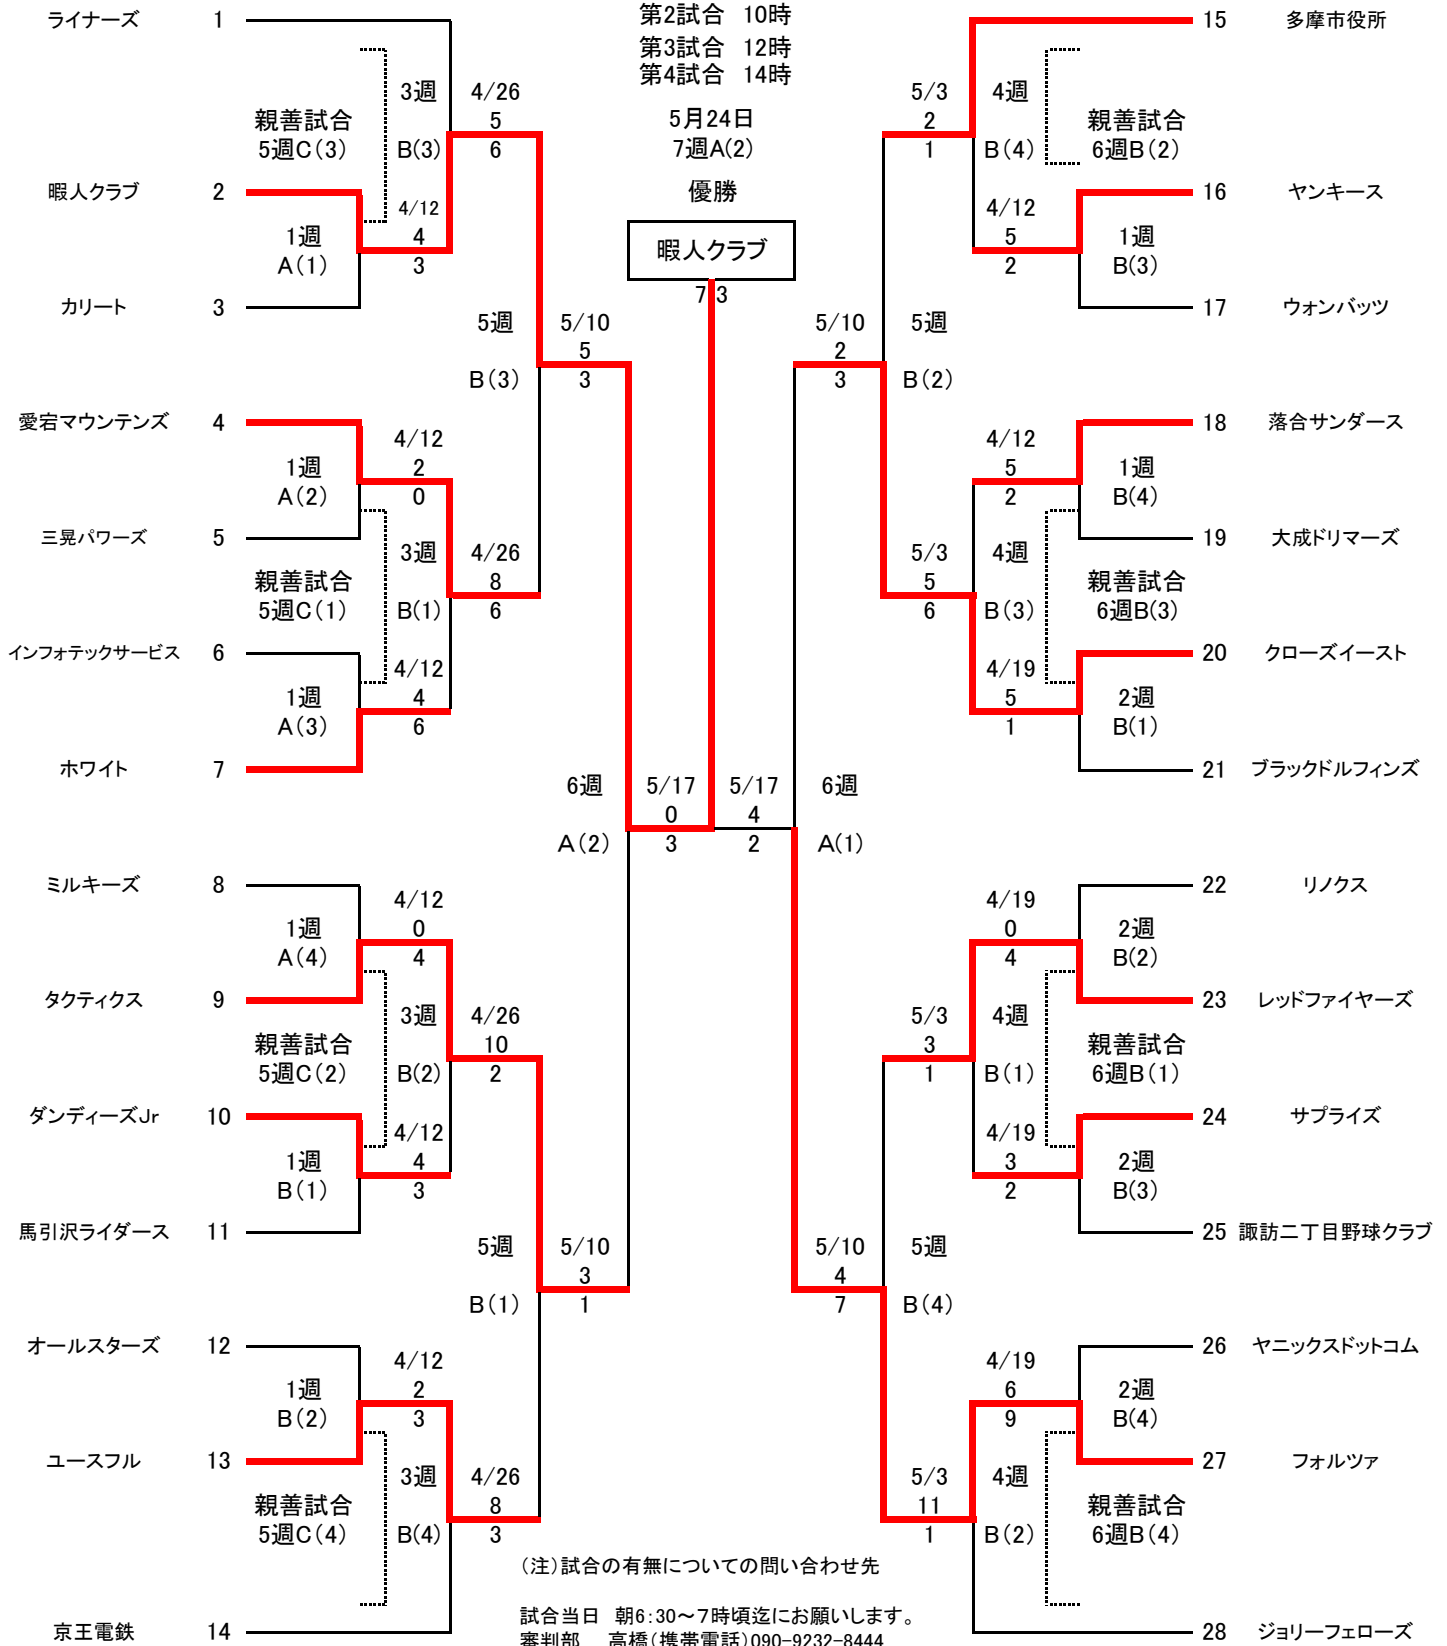 第2試合 10時
第3試合 12時
第4試合 14時
5月24日
7週A(2)
優勝
暇人クラブ
7 3
ライナーズ 1
3週 4/26
5
親善試合
5週C(3) B(3) 6
暇人クラブ 2
4/12
1週 4
A(1) 3
カリート 3
5週 5/10
5
B(3) 3
愛宕マウンテンズ 4
4/12
1週 2
A(2) 0
三晃パワーズ 5
3週 4/26
親善試合 8
5週C(1) B(1) 6
インフォテックサービス 6
4/12
1週 4
A(3) 6
ホワイト 7
6週 5/17
0
A(2) 3
ミルキーズ 8
4/12
1週 0
A(4) 4
タクティクス 9
3週 4/26
親善試合 10
5週C(2) B(2) 2
ダンディーズJr 10
4/12
1週 4
B(1) 3
馬引沢ライダース 11
5週 5/10
3
B(1) 1
オールスターズ 12
4/12
1週 2
B(2) 3
ユースフル 13
3週 4/26
親善試合 8
5週C(4) B(4) 3
京王電鉄 14
15 多摩市役所
5/3 4週
2 親善試合
1 B(4) 6週B(2)
16 ヤンキース
4/12
5 1週
2 B(3)
17 ウォンバッツ
5/10 5週
2
3 B(2)
18 落合サンダース
4/12
5 1週
2 B(4)
19 大成ドリマーズ
5/3 4週
5 親善試合
6 B(3) 6週B(3)
20 クローズイースト
4/19
5 2週
1 B(1)
21 ブラックドルフィンズ
5/17 6週
4
2 A(1)
22 リノクス
4/19
0 2週
4 B(2)
23 レッドファイヤーズ
5/3 4週
3 親善試合
1 B(1) 6週B(1)
24 サプライズ
4/19
3 2週
2 B(3)
25 諏訪二丁目野球クラブ
5/10 5週
4
7 B(4)
26 ヤニックスドットコム
4/19
6 2週
9 B(4)
27 フォルツァ
5/3 4週
11 親善試合
1 B(2) 6週B(4)
28 ジョリーフェローズ
(注)試合の有無についての問い合わせ先
試合当日 朝6:30～7時頃迄にお願いします。
審判部 高橋(携帯電話)090-9232-8444